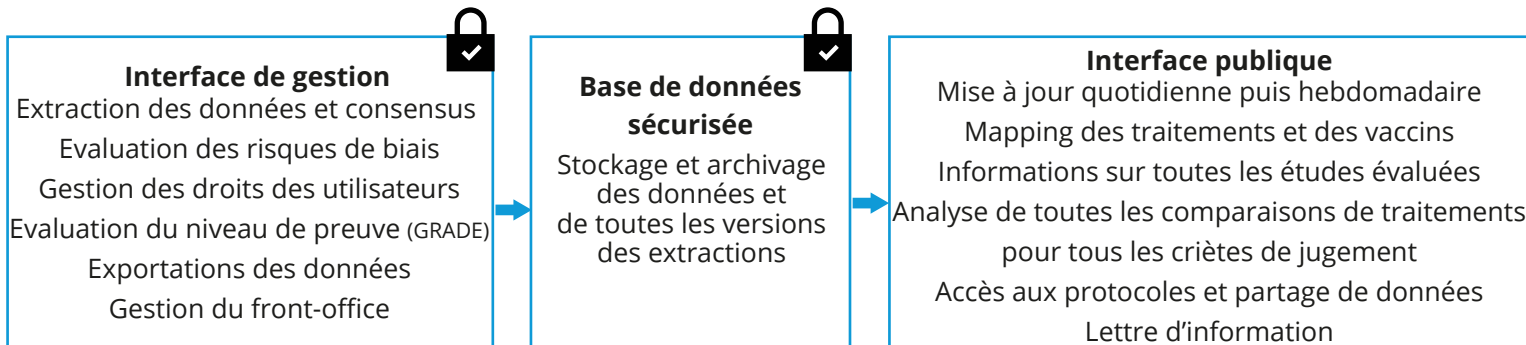 Interface de gestion
Extraction des données et consensus
Evaluation des risques de biais
Gestion des droits des utilisateurs
Evaluation du niveau de preuve (GRADE)
Exportations des données
Gestion du front-office
Base de données
sécurisée
Stockage et archivage
des données et
de toutes les versions
des extractions
Interface publique
Mise à jour quotidienne puis hebdomadaire
Mapping des traitements et des vaccins
Informations sur toutes les études évaluées
Analyse de toutes les comparaisons de traitements
pour tous les criètes de jugement
Accès aux protocoles et partage de données
Lettre d’information